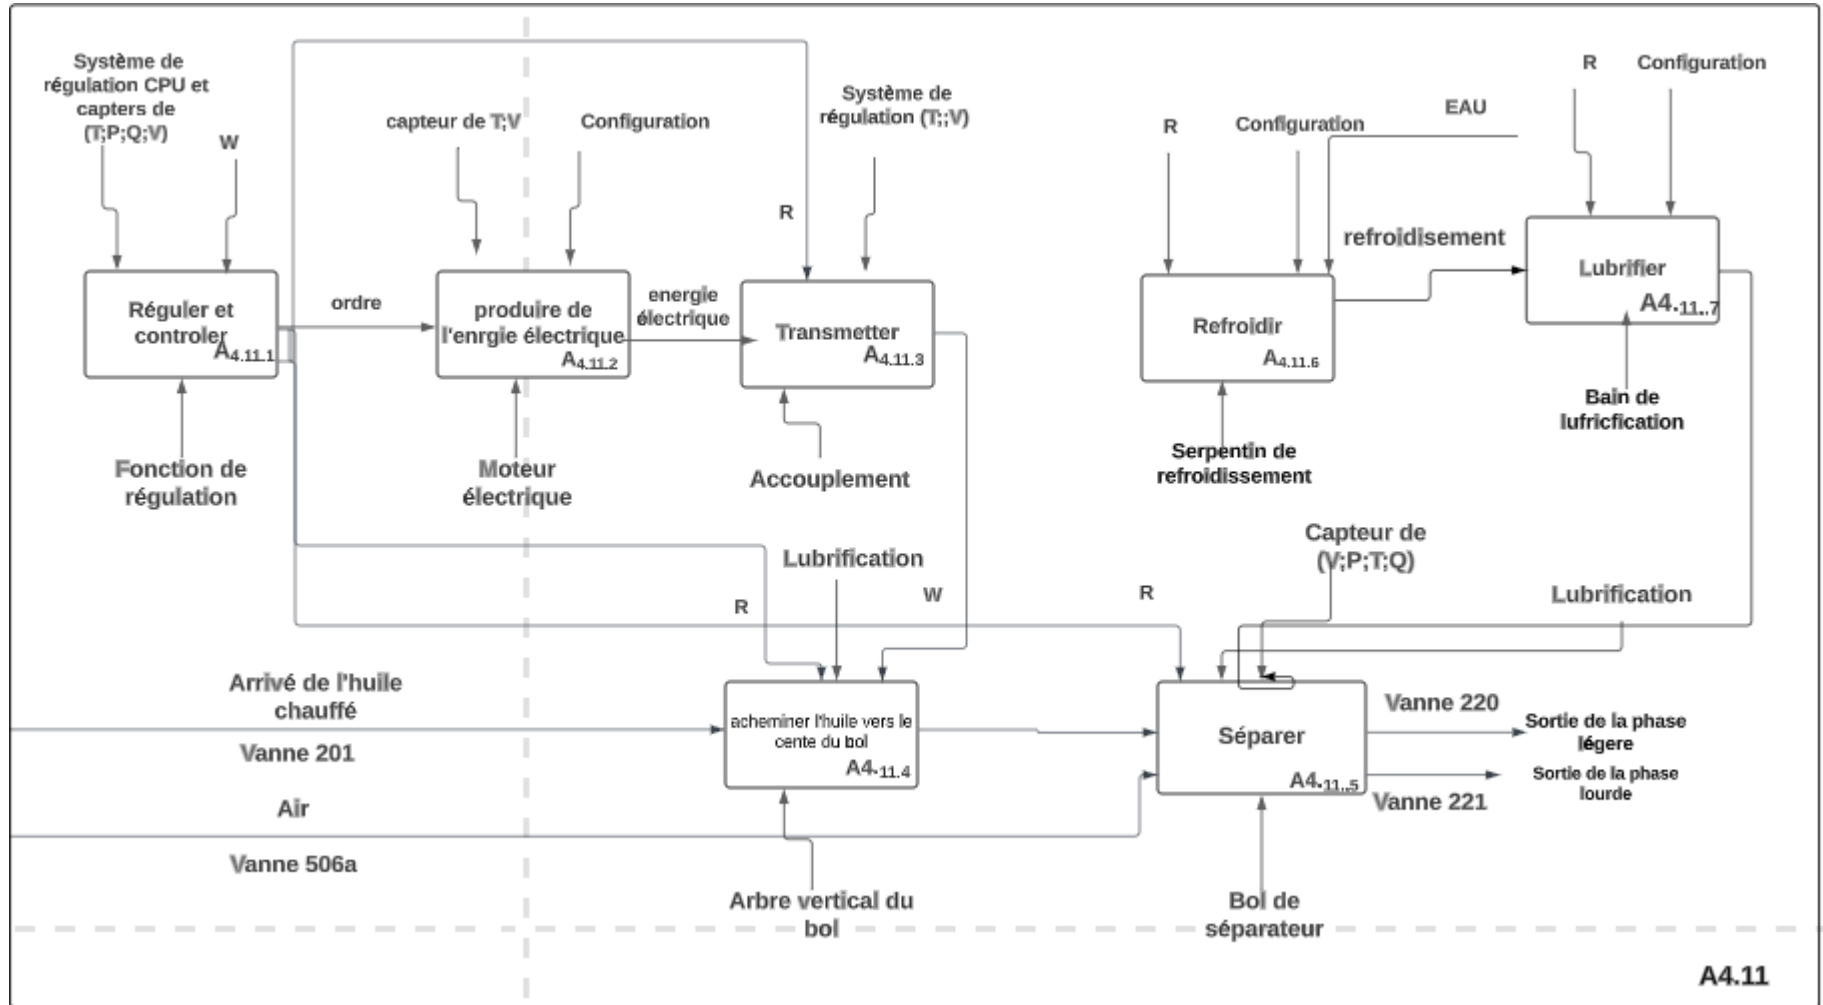 Système de
régulation CPU et
capters de
(T;P;Q;V)
W
capteur de T;V
Configuration
Système de
régulation (T;;V)
R
R
Configuration
EAU
R
Configuration
Réguler et
controler
A4.11.1
ordre
produire de
l'enrgie électrique
A4.11.2
energie
électrique
Transmetter
A4.11.3
Refroidir
A4.11.6
refroidisement
Lubrifier
A4.11..7
Fonction de
régulation
Moteur
électrique
Accouplement
Serpentin de
refroidissement
Bain de
lufricfication
Lubrification
R
W
R
Capteur de
(V;P;T;Q)
Lubrification
Arrivé de l'huile
chauffé
Vanne 201
Air
Vanne 506a
acheminer l'huile vers le
cente du bol
A4.11.4
Séparer
A4.11..5
Vanne 220
Sortie de la phase
légere
Sortie de la phase
lourde
Vanne 221
Arbre vertical du
bol
Bol de
séparateur
A4.11